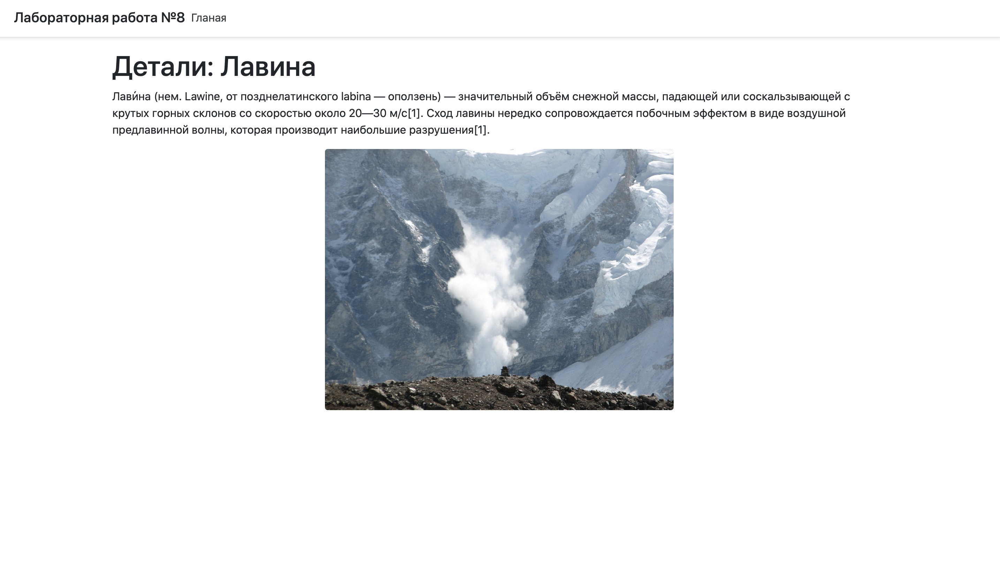 Лабораторная работа №8 Гланая
Детали: Лавина
Лави́на (нем. Lawine, от позднелатинского labina — оползень) — значительный объём снежной массы, падающей или соскальзывающей с
крутых горных склонов со скоростью около 20—30 м/с[1]. Сход лавины нередко сопровождается побочным эффектом в виде воздушной
предлавинной волны, которая производит наибольшие разрушения[1].